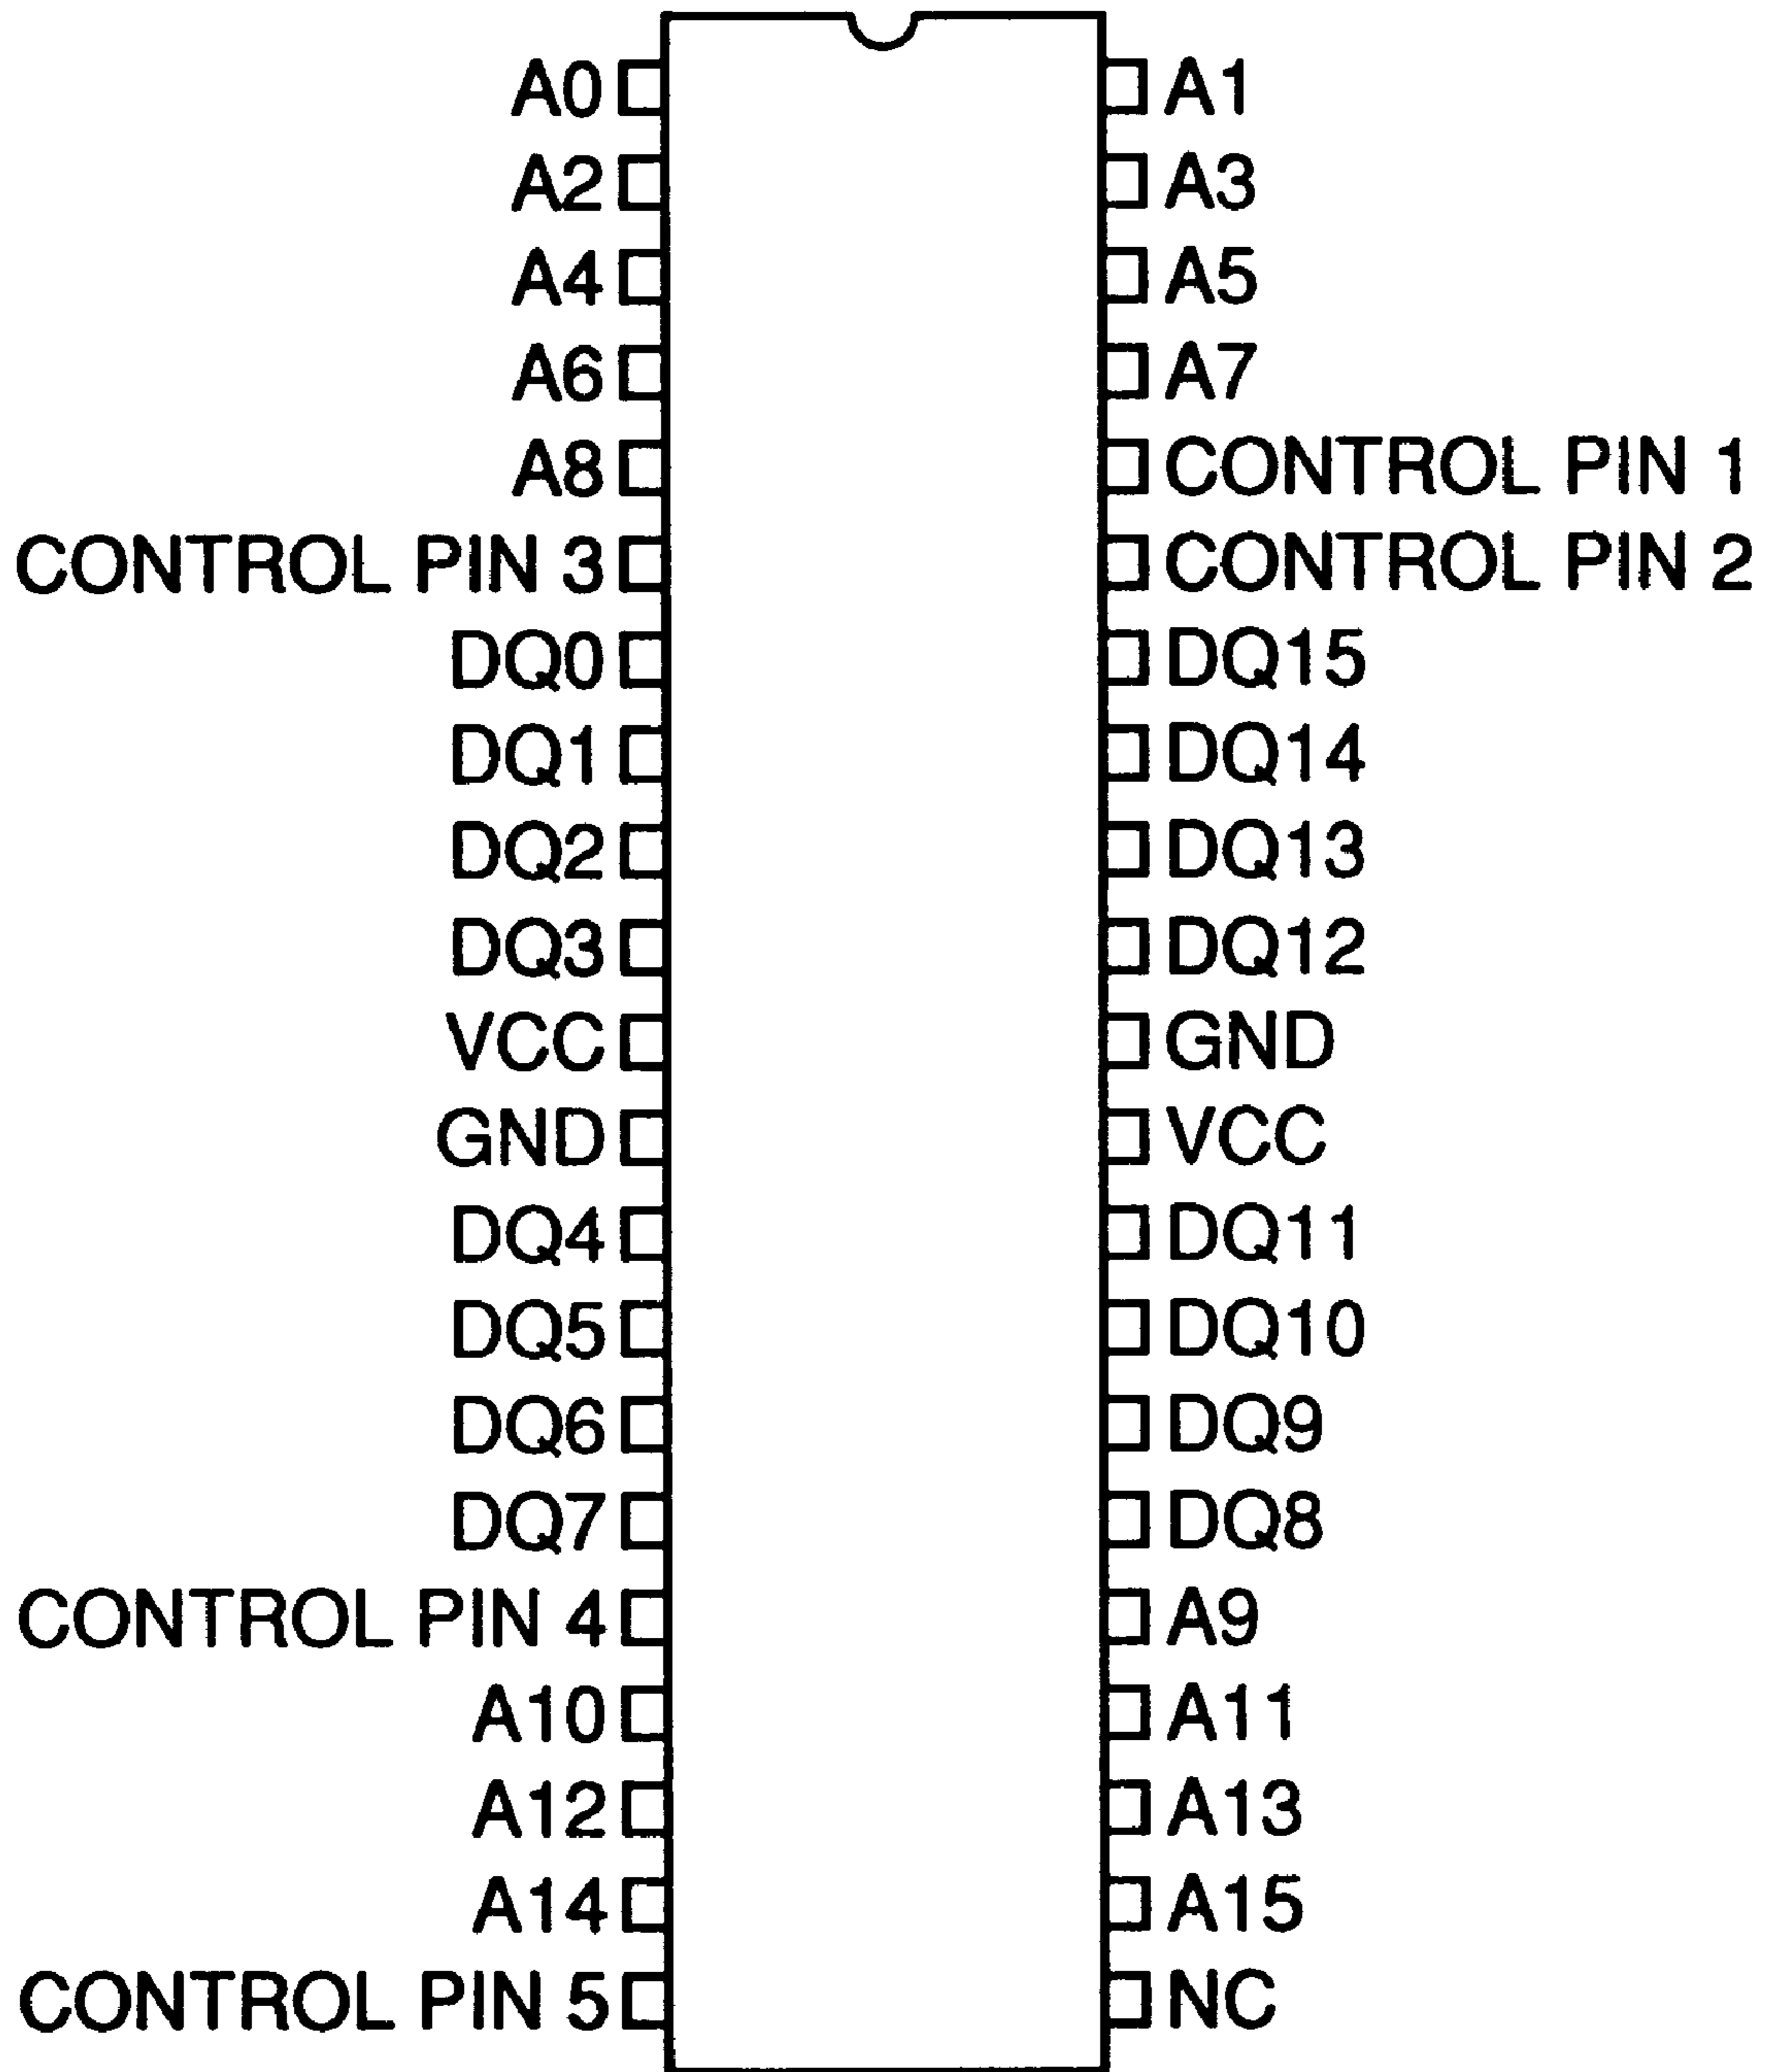 A0 A1
A2 A3
A4 A5
A6 A7
A8 CONTROL PIN 1
CONTROL PIN 3 CONTROL PIN 2
DQ0 DQ15
DQ1 DQ14
DQ2 DQ13
DQ3 DQ12
VCC GND
GND VCC
DQ4 DQ11
DQ5 DQ10
DQ6 DQ9
DQ7 DQ8
CONTROL PIN 4 A9
A10 A11
A12 A13
A14 A15
CONTROL PIN 5 NC